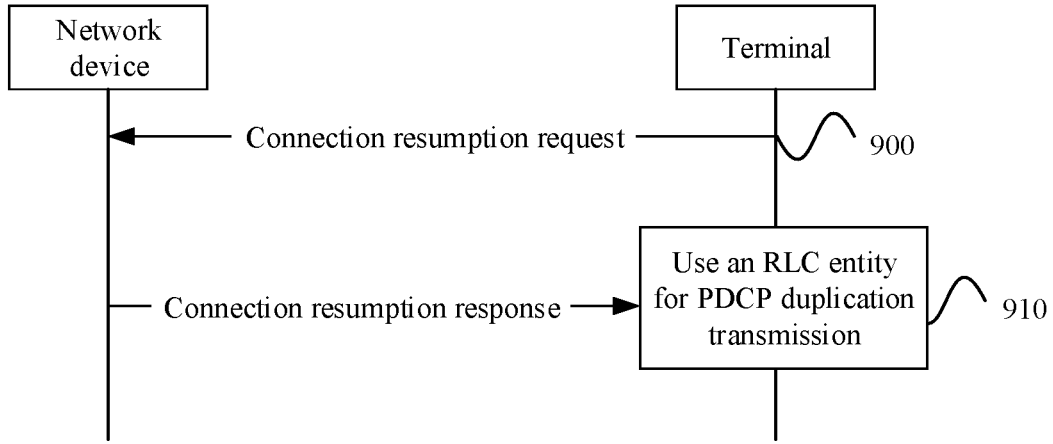 Network
device
Terminal
Connection resumption request
900
Use an RLC entity
for PDCP duplication
transmission
Connection resumption response
910